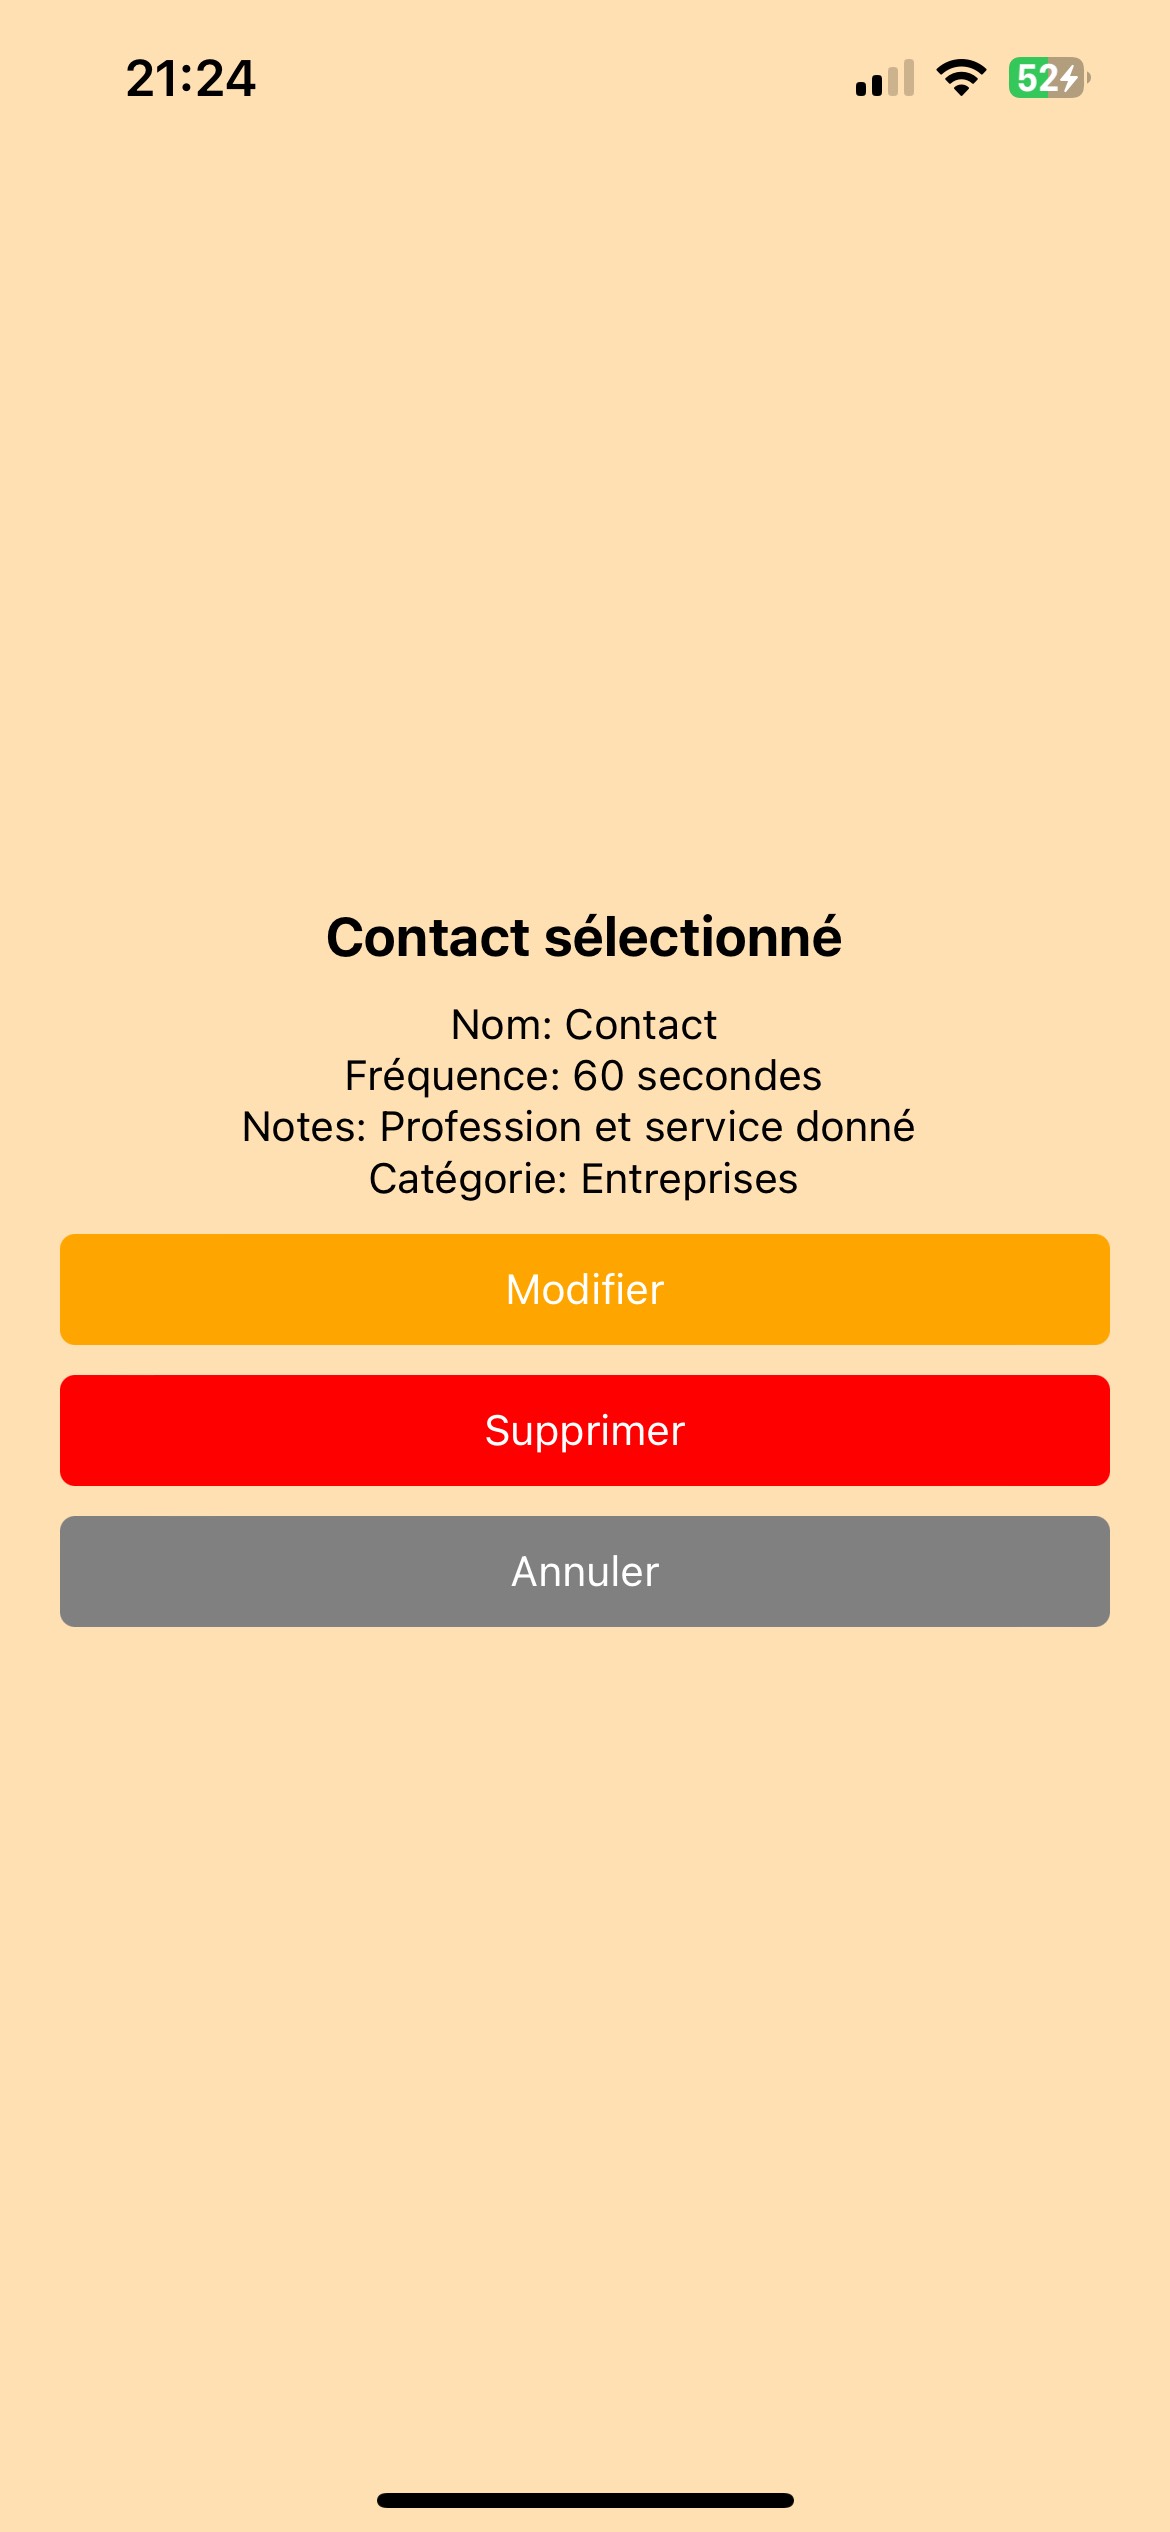 21:24
52
Contact sélectionné
Nom: Contact
Fréquence: 60 secondes
Notes: Profession et service donné
Catégorie: Entreprises
Modifier
Supprimer
Annuler